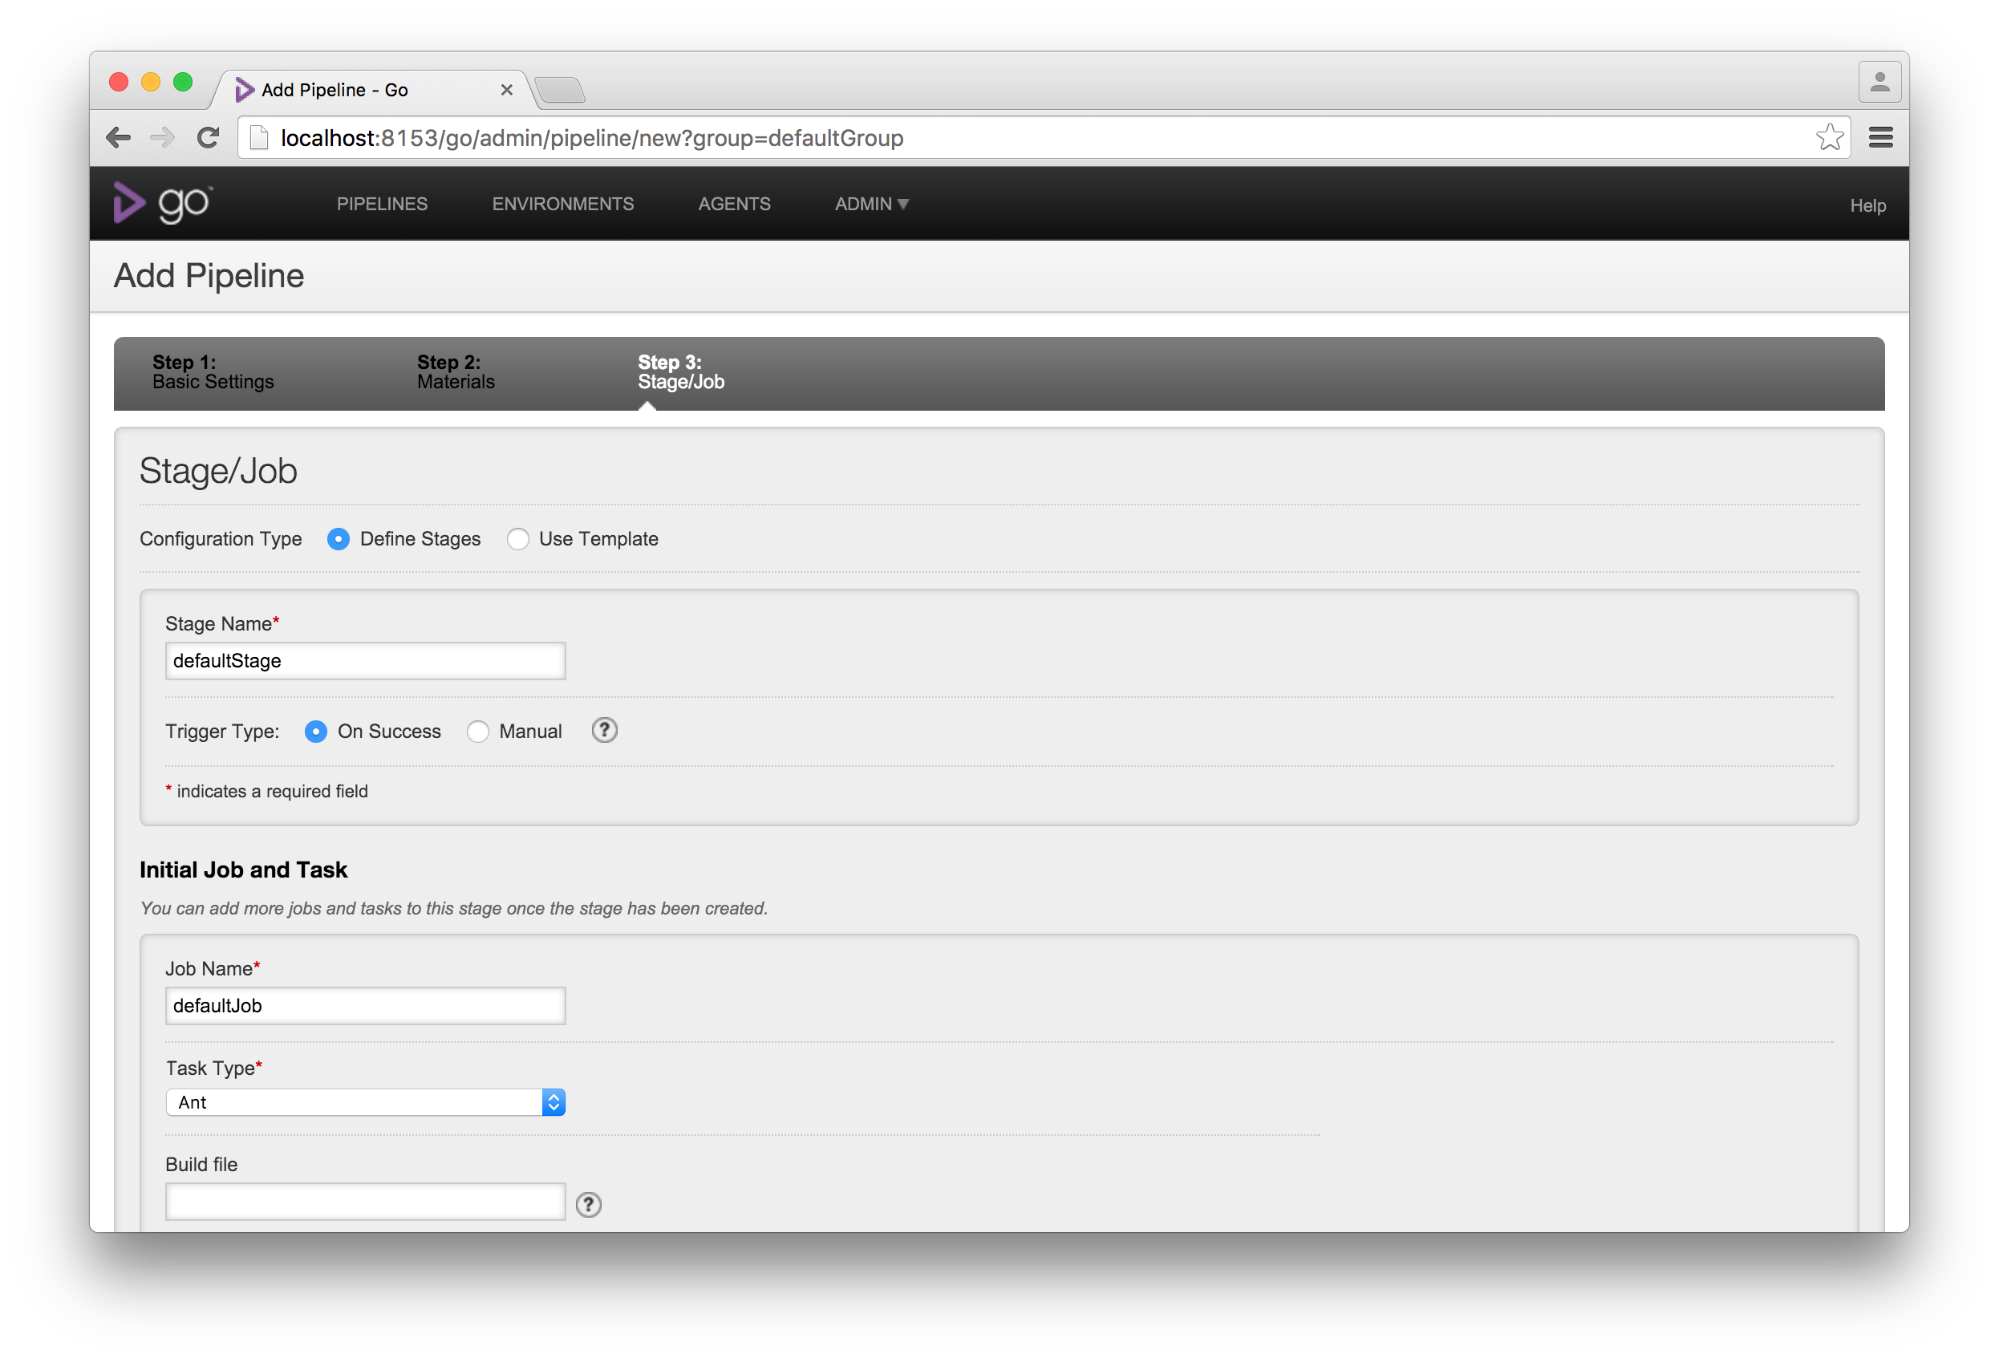 Add Pipeline - Go
localhost:8153/go/admin/pipeline/new?group=defaultGroup
go™ PIPELINES ENVIRONMENTS AGENTS ADMIN▼ Help
Add Pipeline
Step 1: Step 2: Step 3:
Basic Settings Materials Stage/Job
Stage/Job
Configuration Type Define Stages Use Template
Stage Name*
defaultStage
Trigger Type: On Success Manual ?
* indicates a required field
Initial Job and Task
You can add more jobs and tasks to this stage once the stage has been created.
Job Name*
defaultJob
Task Type*
Ant
Build file
?